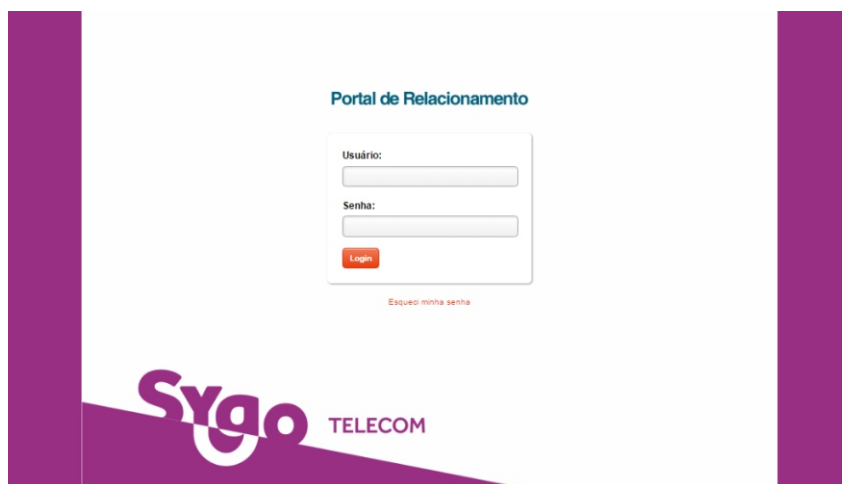 Portal de Relacionamento
Usuário:
Senha:
Login
Esqueci minha senha
Sygo TELECOM